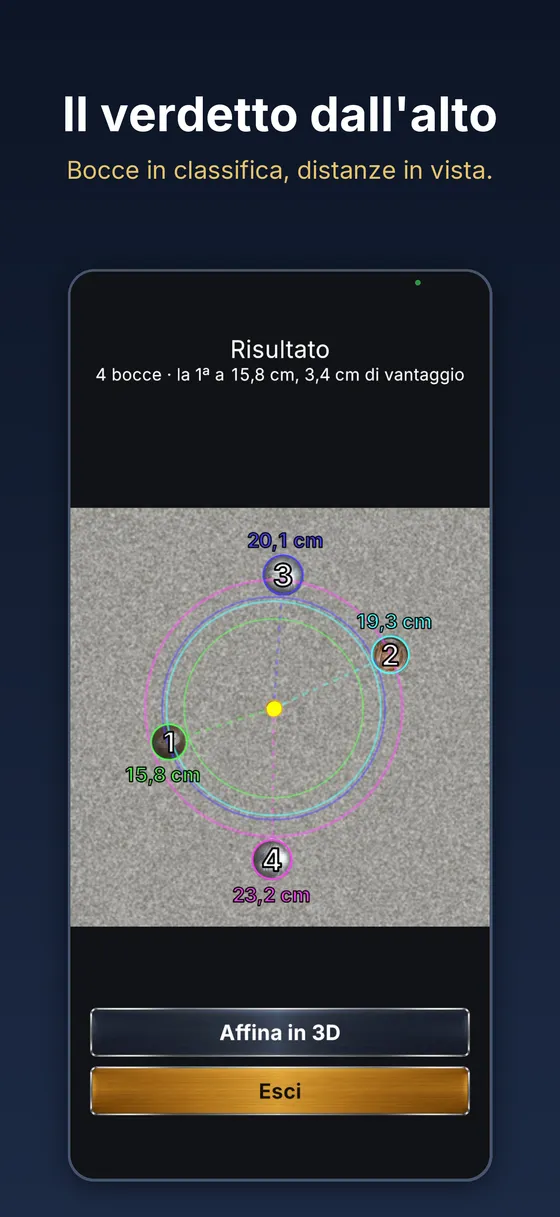 Il verdetto dall'alto
Bocce in classifica, distanze in vista.
Risultato
4 bocce · la 1ª a 15,8 cm, 3,4 cm di vantaggio
20,1 cm
3
19,3 cm
2
1
15,8 cm
4
23,2 cm
Affina in 3D
Esci